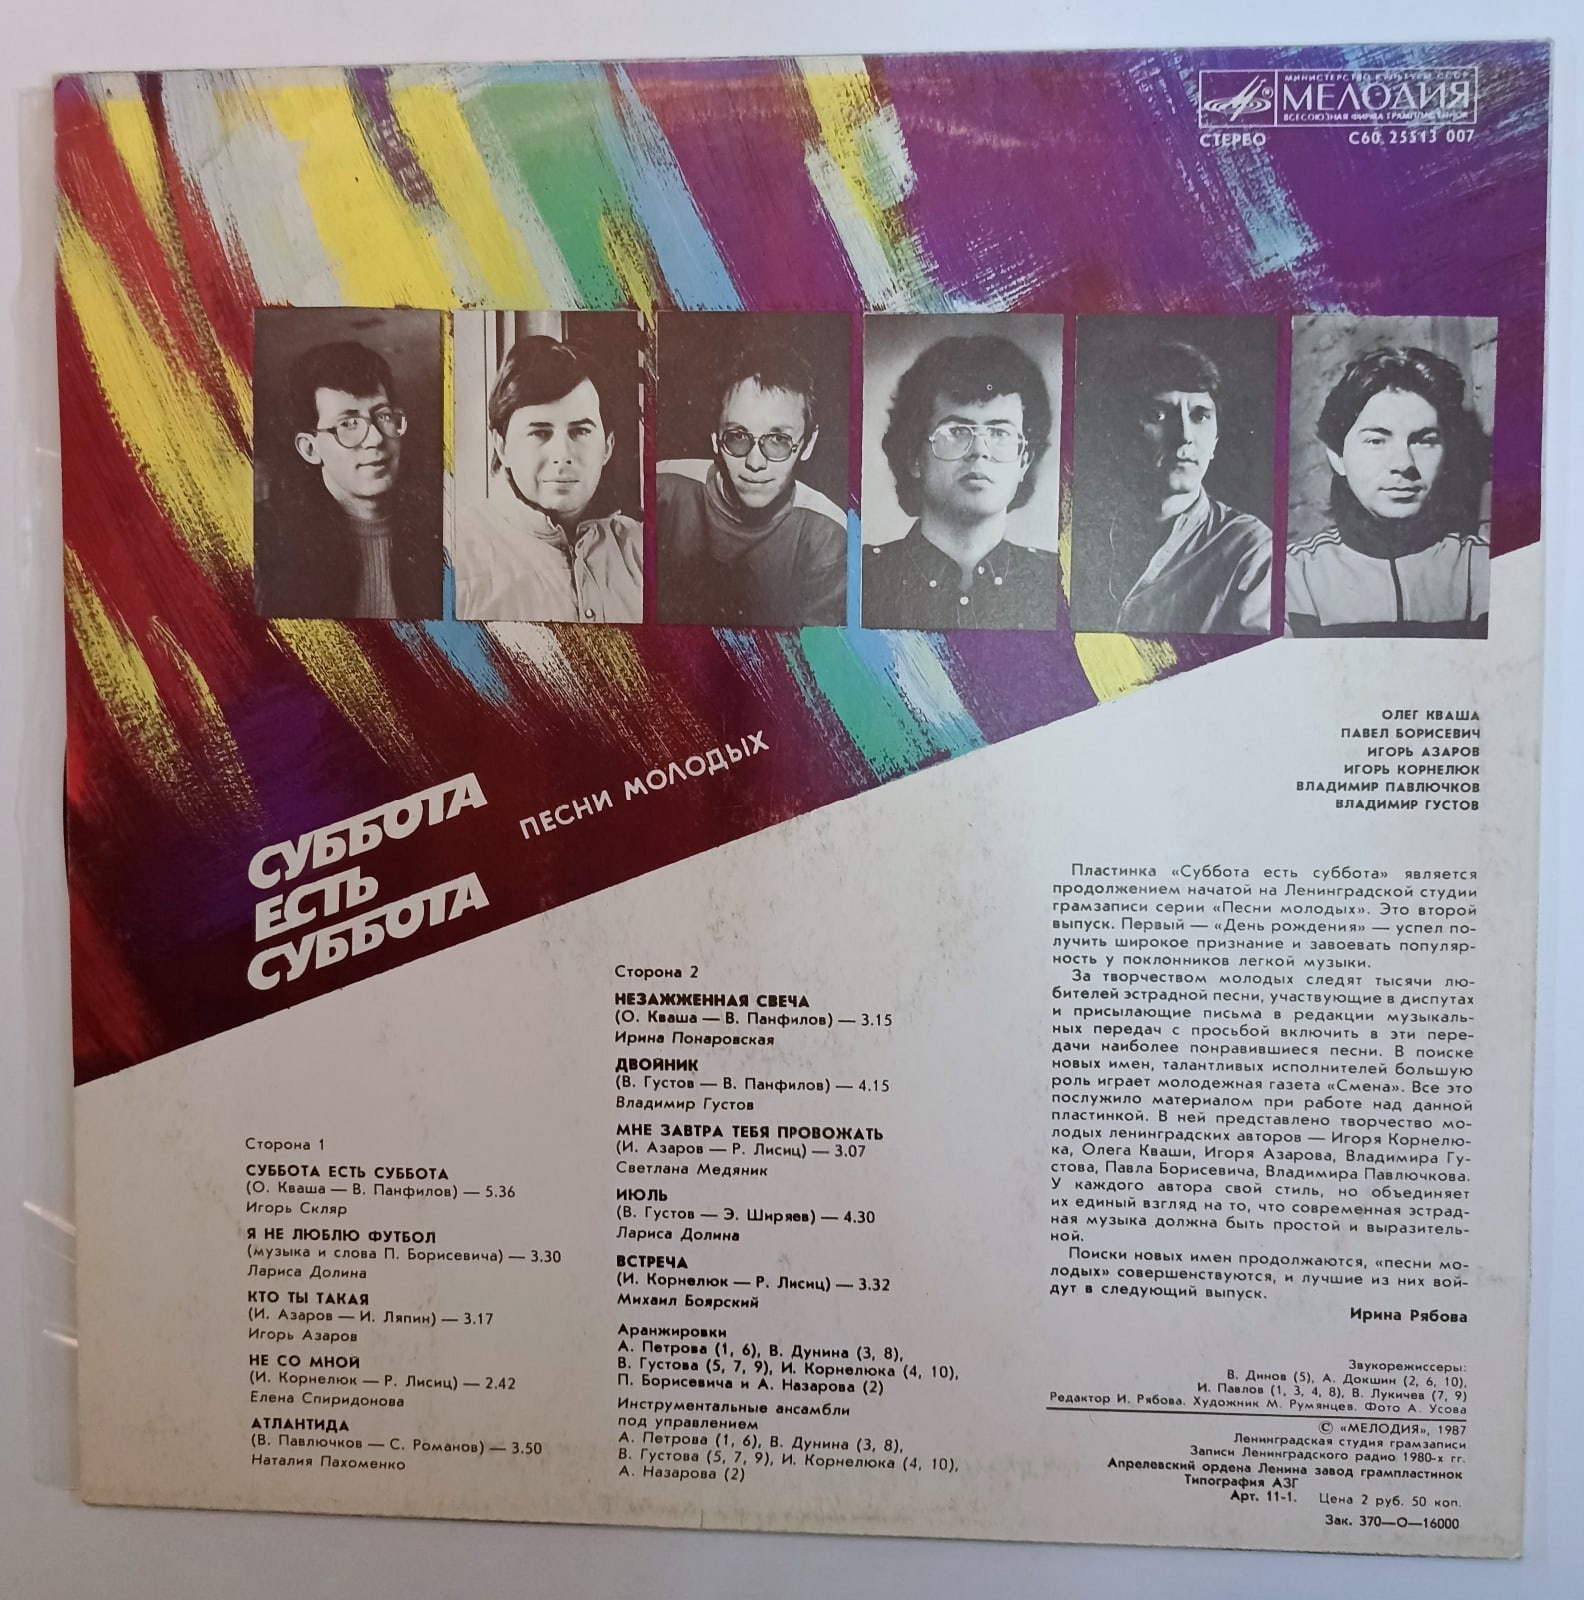 МИНИСТЕРСТВО КУЛЬТУРЫ СССР
МЕЛОДИЯ
ВСЕСОЮЗНАЯ ФИРМА ГРАМПЛАСТИНОК
СТЕРЕО С60 25513 007
СУББОТА
ЕСТЬ
СУББОТА
ПЕСНИ МОЛОДЫХ
ОЛЕГ КВАША
ПАВЕЛ БОРИСЕВИЧ
ИГОРЬ АЗАРОВ
ИГОРЬ КОРНЕЛЮК
ВЛАДИМИР ПАВЛЮЧКОВ
ВЛАДИМИР ГУСТОВ
Сторона 1
СУББОТА ЕСТЬ СУББОТА
(О. Кваша — В. Панфилов) — 5.36
Игорь Скляр
Я НЕ ЛЮБЛЮ ФУТБОЛ
(музыка и слова П. Борисевича) — 3.30
Лариса Долина
КТО ТЫ ТАКАЯ
(И. Азаров — И. Ляпин) — 3.17
Игорь Азаров
НЕ СО МНОЙ
(И. Корнелюк — Р. Лисиц) — 2.42
Елена Спиридонова
АТЛАНТИДА
(В. Павлючков — С. Романов) — 3.50
Наталия Пахоменко
Сторона 2
НЕЗАЖЖЕННАЯ СВЕЧА
(О. Кваша — В. Панфилов) — 3.15
Ирина Понаровская
ДВОЙНИК
(В. Густов — В. Панфилов) — 4.15
Владимир Густов
МНЕ ЗАВТРА ТЕБЯ ПРОВОЖАТЬ
(И. Азаров — Р. Лисиц) — 3.07
Светлана Медяник
ИЮЛЬ
(В. Густов — Э. Ширяев) — 4.30
Лариса Долина
ВСТРЕЧА
(И. Корнелюк — Р. Лисиц) — 3.32
Михаил Боярский
Аранжировки
А. Петрова (1, 6), В. Дунина (3, 8),
В. Густова (5, 7, 9), И. Корнелюка (4, 10),
П. Борисевича и А. Назарова (2)
Инструментальные ансамбли
под управлением
А. Петрова (1, 6), В. Дунина (3, 8),
В. Густова (5, 7, 9), И. Корнелюка (4, 10),
А. Назарова (2)
Пластинка «Суббота есть суббота» является
продолжением начатой на Ленинградской студии
грамзаписи серии «Песни молодых». Это второй
выпуск. Первый — «День рождения» — успел по-
лучить широкое признание и завоевать популяр-
ность у поклонников легкой музыки.
За творчеством молодых следят тысячи лю-
бителей эстрадной песни, участвующие в диспутах
и присылающие письма в редакции музыкаль-
ных передач с просьбой включить в эти пере-
дачи наиболее понравившиеся песни. В поиске
новых имен, талантливых исполнителей большую
роль играет молодежная газета «Смена». Все это
послужило материалом при работе над данной
пластинкой. В ней представлено творчество мо-
лодых ленинградских авторов — Игоря Корнелю-
ка, Олега Кваши, Игоря Азарова, Владимира Гу-
стова, Павла Борисевича, Владимира Павлючкова.
У каждого автора свой стиль, но объединяет
их единый взгляд на то, что современная эстрад-
ная музыка должна быть простой и выразитель-
ной.
Поиски новых имен продолжаются, «песни мо-
лодых» совершенствуются, и лучшие из них вой-
дут в следующий выпуск.
Ирина Рябова
Звукорежиссеры:
В. Динов (5), А. Докшин (2, 6, 10),
И. Павлов (1, 3, 4, 8), В. Лукичев (7, 9)
Редактор И. Рябова. Художник М. Румянцев. Фото А. Усова
© «МЕЛОДИЯ», 1987
Ленинградская студия грамзаписи
Записи Ленинградского радио 1980-х гг.
Апрелевский ордена Ленина завод грампластинок
Типография АЗГ
Арт. 11-1. Цена 2 руб. 50 коп.
Зак. 370—О—16000